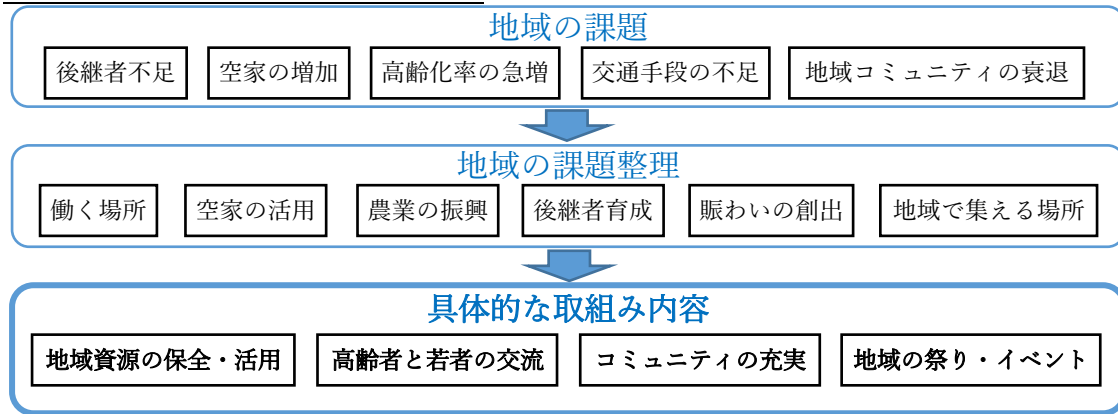 地域の課題
後継者不足 空家の増加 高齢化率の急増 交通手段の不足 地域コミュニティの衰退
地域の課題整理
働く場所 空家の活用 農業の振興 後継者育成 賑わいの創出 地域で集える場所
具体的な取組み内容
地域資源の保全・活用 高齢者と若者の交流 コミュニティの充実 地域の祭り・イベント